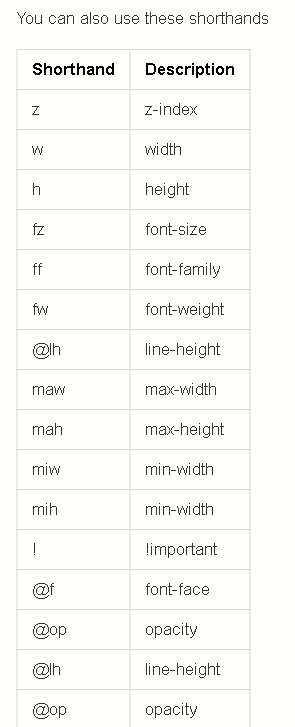 You can also use these shorthands
Shorthand Description
z z-index
w width
h height
fz font-size
ff font-family
fw font-weight
@lh line-height
maw max-width
mah max-height
miw min-width
mih min-width
! !important
@f font-face
@op opacity
@lh line-height
@op opacity